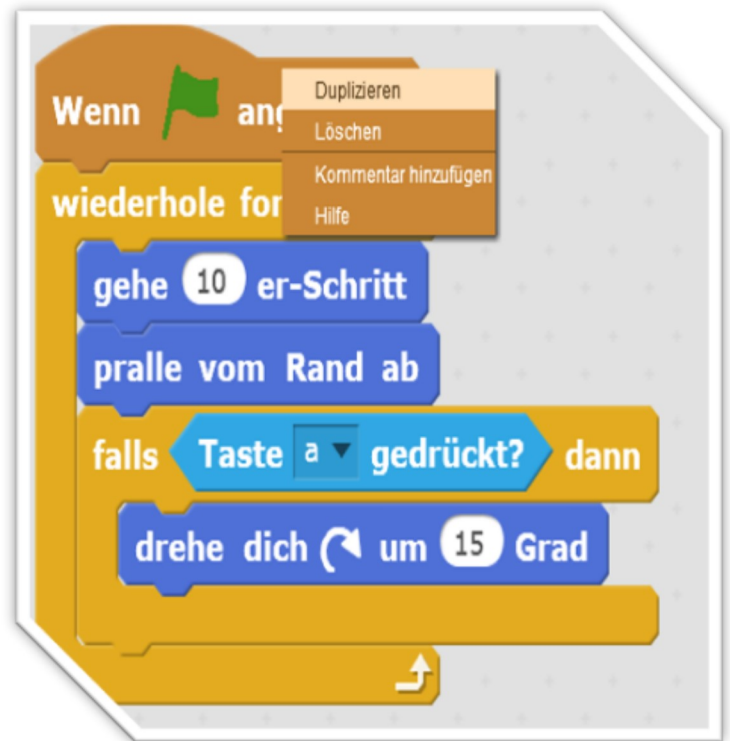 Wenn ang
Duplizieren
Löschen
Kommentar hinzufügen
Hilfe
wiederhole for
gehe 10 er-Schritt
pralle vom Rand ab
falls Taste a gedrückt? dann
drehe dich um 15 Grad